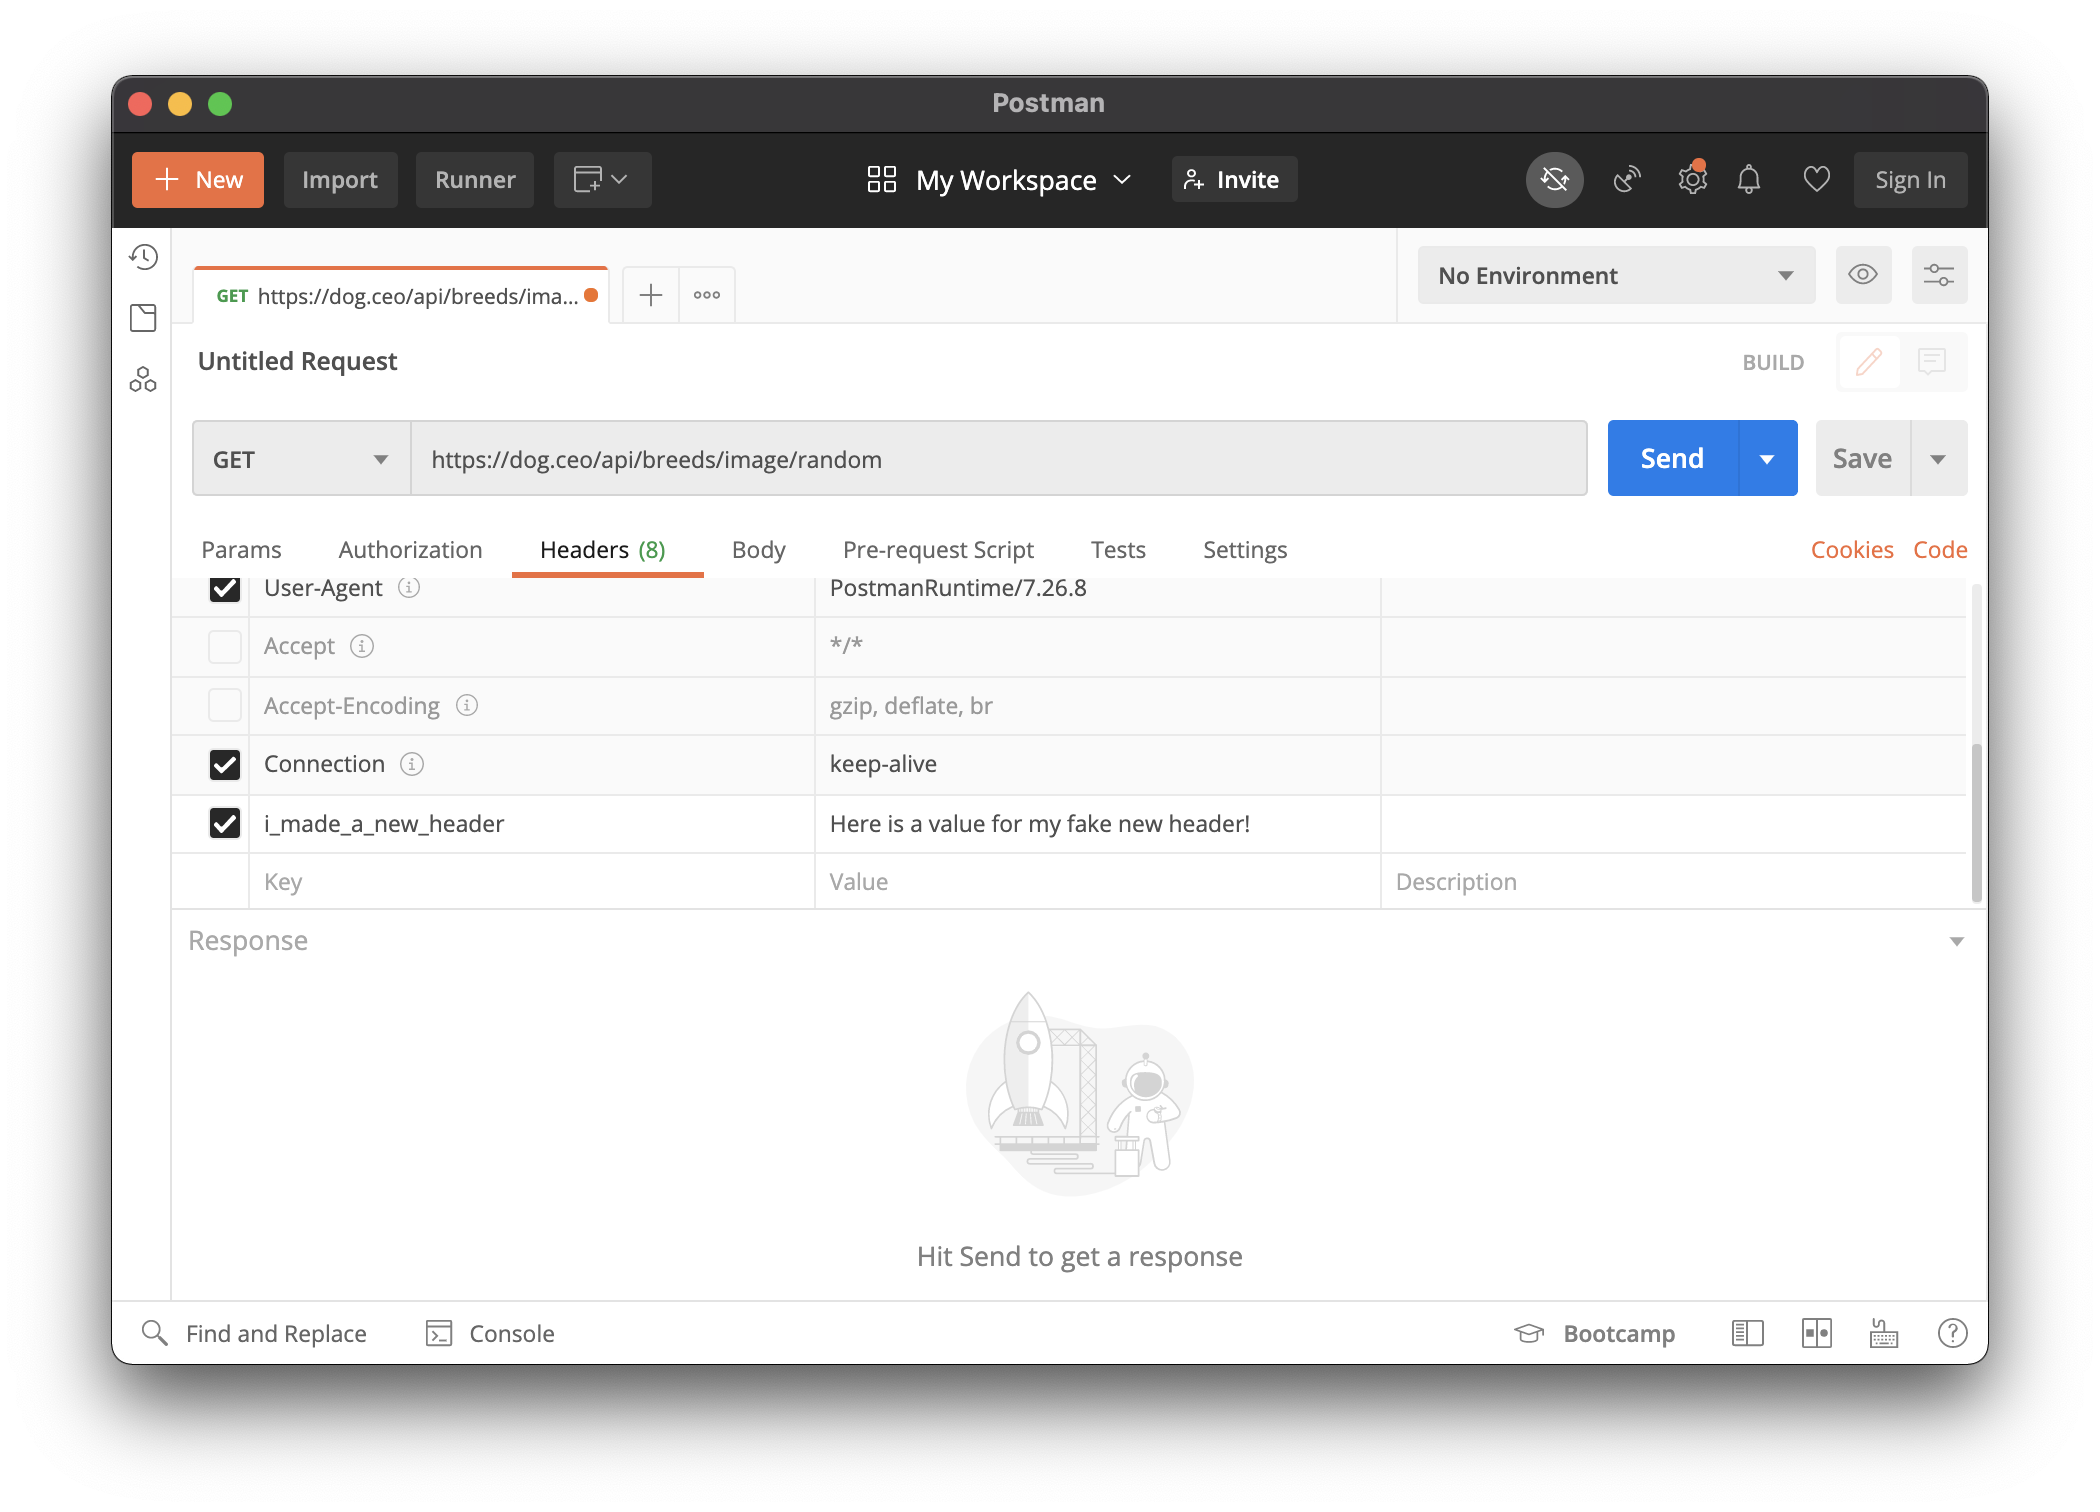 Postman
New Import Runner My Workspace Invite Sign In
GET https://dog.ceo/api/breeds/ima... No Environment
Untitled Request BUILD
GET https://dog.ceo/api/breeds/image/random Send Save
Params Authorization Headers (8) Body Pre-request Script Tests Settings Cookies Code
User-Agent PostmanRuntime/7.26.8
Accept */*
Accept-Encoding gzip, deflate, br
Connection keep-alive
i_made_a_new_header Here is a value for my fake new header!
Key Value Description
Response
Hit Send to get a response
Find and Replace Console Bootcamp